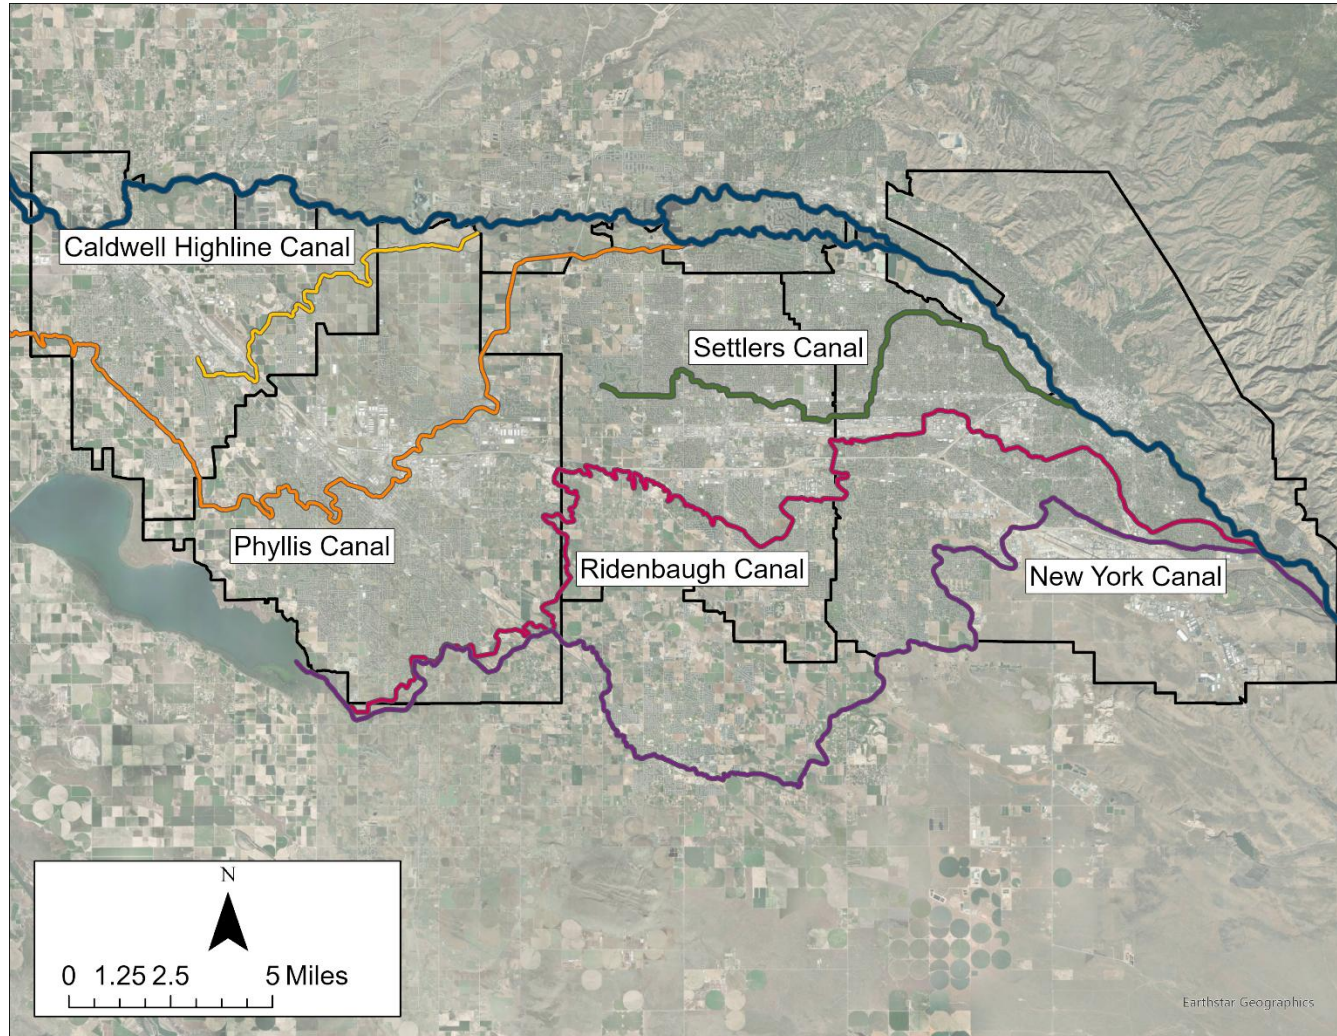 Caldwell Highline Canal
Settlers Canal
Phyllis Canal
Ridenbaugh Canal
New York Canal
N
0 1.25 2.5 5 Miles
Earthstar Geographics